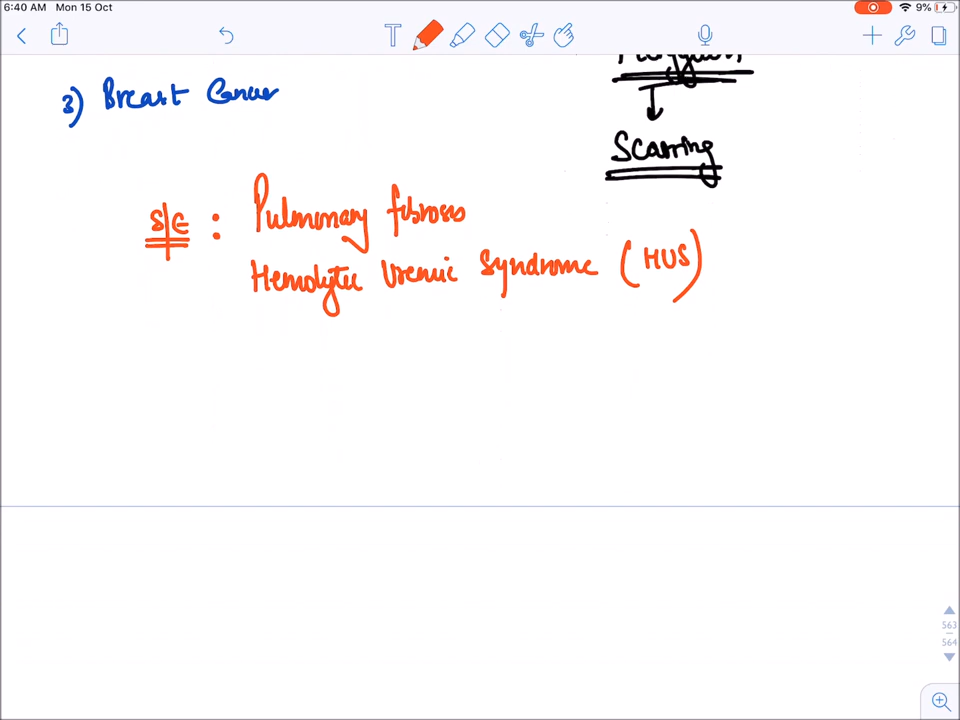 6:40 AM Mon 15 Oct
9%
T
3) Breast Cancer
Scarring
S/E : Pulmonary fibrosis
Hemolytic Uremic Syndrome (HUS)
563
564